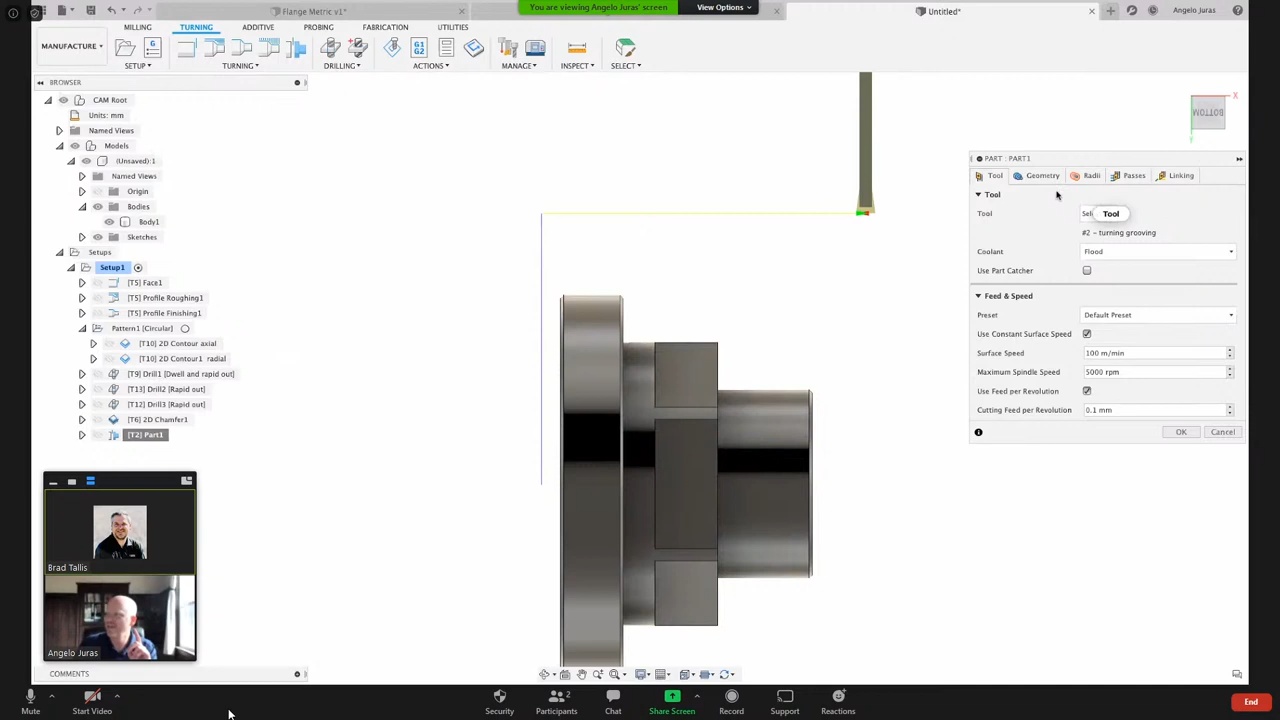 You are viewing Angelo Juras' screen
View Options
Flange Metric v1*
Untitled*
Angelo Juras
MANUFACTURE
MILLING
TURNING
ADDITIVE
FABRICATION
PROBING
UTILITIES
SETUP
TURNING
DRILLING
ACTIONS
MANAGE
INSPECT
SELECT
G
G1
G2
BROWSER
CAM Root
Units: mm
Named Views
Models
(Unsaved):1
Named Views
Origin
Bodies
Body1
Sketches
Setups
Setup1
[T5] Face1
[T5] Profile Roughing1
[T5] Profile Finishing1
Pattern1 [Circular]
[T10] 2D Contour axial
[T10] 2D Contour1 radial
[T9] Drill1 [Dwell and rapid out]
[T13] Drill2 [Rapid out]
[T12] Drill3 [Rapid out]
[T6] 2D Chamfer1
[T2] Part1
X
BOTTOM
Y
PART : PART1
Tool
Geometry
Radii
Passes
Linking
Tool
Tool
Tool
#2 - turning grooving
Coolant
Flood
Use Part Catcher
Feed & Speed
Preset
Default Preset
Use Constant Surface Speed
Surface Speed
100 m/min
Maximum Spindle Speed
5000 rpm
Use Feed per Revolution
Cutting Feed per Revolution
0.1 mm
OK
Cancel
Brad Tallis
Angelo Juras
COMMENTS
Mute
Start Video
Security
2
Participants
Chat
Share Screen
Record
Support
Reactions
End